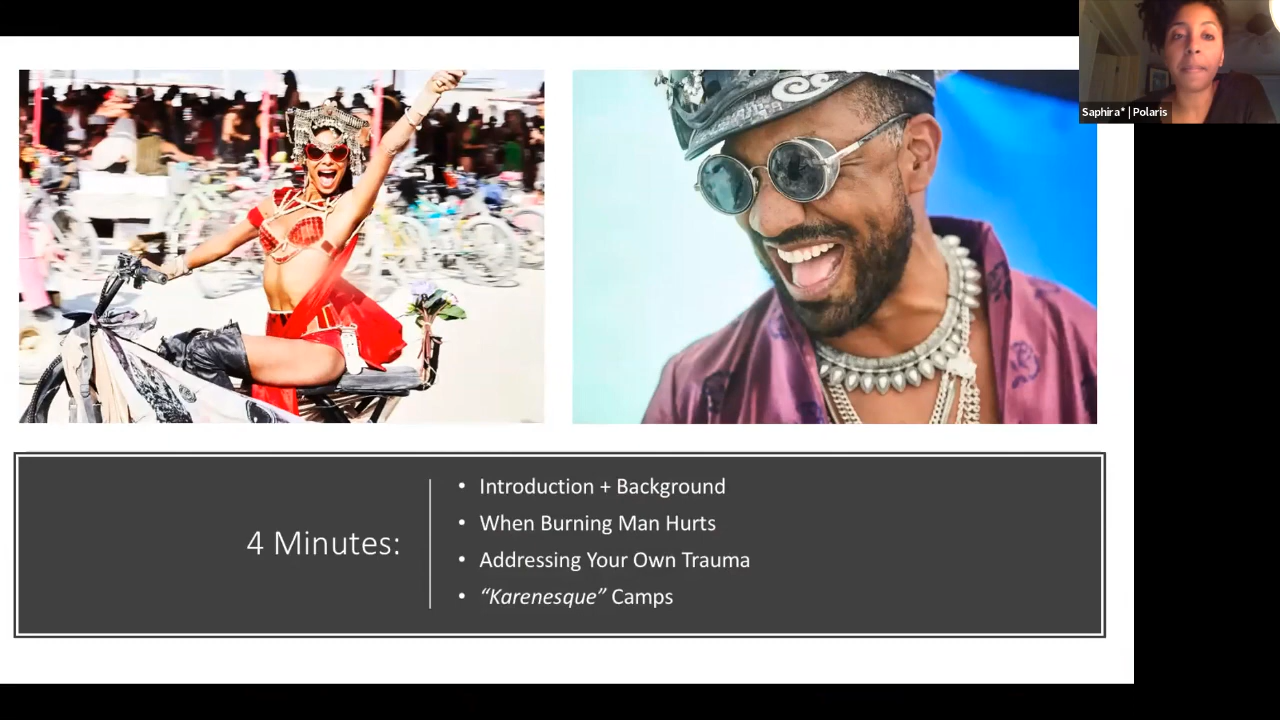 Saphira* | Polaris
4 Minutes:
• Introduction + Background
• When Burning Man Hurts
• Addressing Your Own Trauma
• “Karenesque” Camps